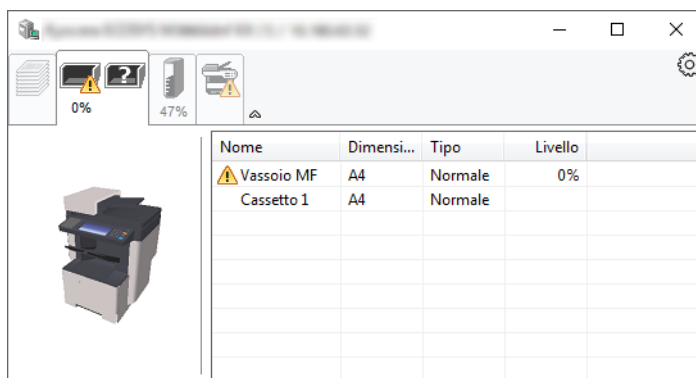 0%
47%
Nome Dimensi... Tipo Livello
Vassoio MF A4 Normale 0%
Cassetto 1 A4 Normale